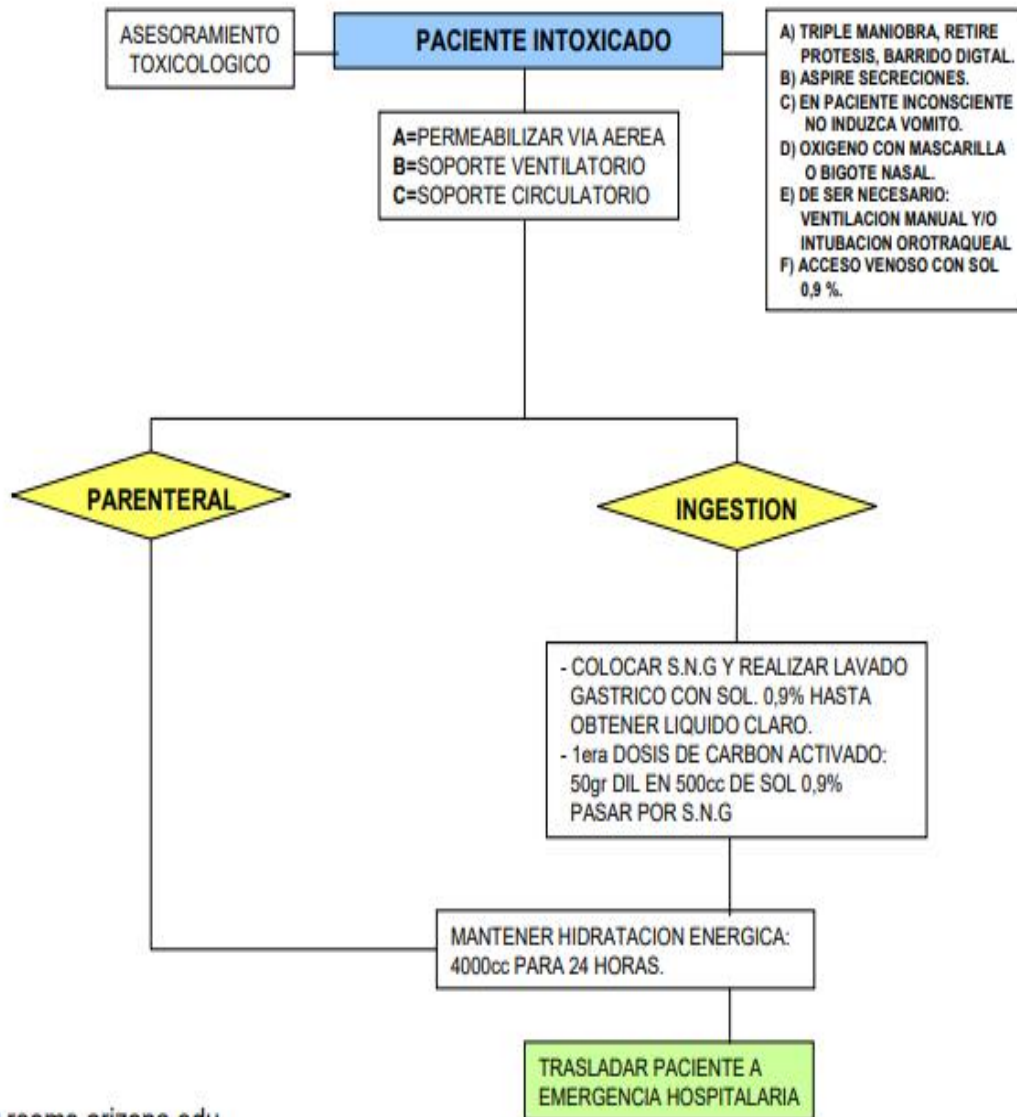 ASESORAMIENTO
TOXICOLOGICO
PACIENTE INTOXICADO
A) TRIPLE MANIOBRA, RETIRE
PROTESIS, BARRIDO DIGTAL.
B) ASPIRE SECRECIONES.
C) EN PACIENTE INCONSCIENTE
NO INDUZCA VOMITO.
D) OXIGENO CON MASCARILLA
O BIGOTE NASAL.
E) DE SER NECESARIO:
VENTILACION MANUAL Y/O
INTUBACION OROTRAQUEAL
F) ACCESO VENOSO CON SOL
0,9 %.
A=PERMEABILIZAR VIA AEREA
B=SOPORTE VENTILATORIO
C=SOPORTE CIRCULATORIO
PARENTERAL
INGESTION
- COLOCAR S.N.G Y REALIZAR LAVADO
GASTRICO CON SOL. 0,9% HASTA
OBTENER LIQUIDO CLARO.
- 1era DOSIS DE CARBON ACTIVADO:
50gr DIL EN 500cc DE SOL 0,9%
PASAR POR S.N.G
MANTENER HIDRATACION ENERGICA:
4000cc PARA 24 HORAS.
TRASLADAR PACIENTE A
EMERGENCIA HOSPITALARIA